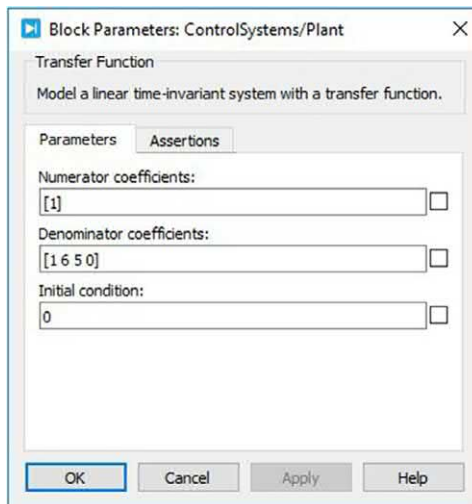 Block Parameters: ControlSystems/Plant
Transfer Function
Model a linear time-invariant system with a transfer function.
Parameters
Assertions
Numerator coefficients:
[1]
Denominator coefficients:
[1 6 5 0]
Initial condition:
0
OK
Cancel
Apply
Help